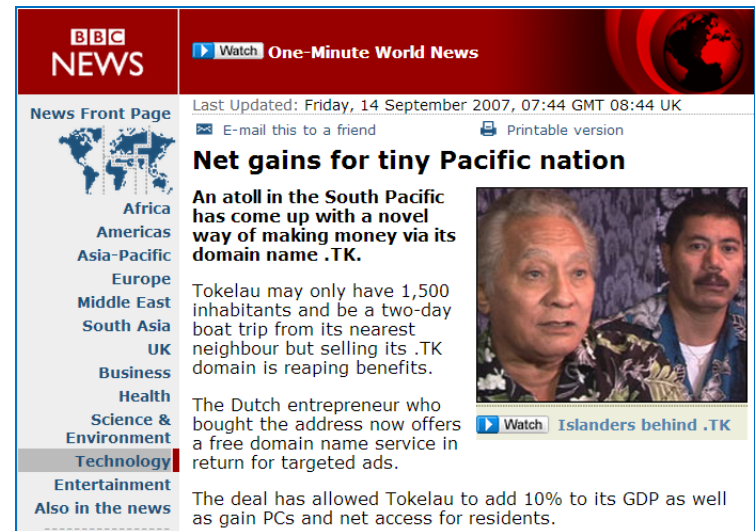 BBC
NEWS
Watch One-Minute World News
News Front Page
Africa
Americas
Asia-Pacific
Europe
Middle East
South Asia
UK
Business
Health
Science &
Environment
Technology
Entertainment
Also in the news
Last Updated: Friday, 14 September 2007, 07:44 GMT 08:44 UK
E-mail this to a friend
Printable version
Net gains for tiny Pacific nation
An atoll in the South Pacific
has come up with a novel
way of making money via its
domain name .TK.
Tokelau may only have 1,500
inhabitants and be a two-day
boat trip from its nearest
neighbour but selling its .TK
domain is reaping benefits.
The Dutch entrepreneur who
bought the address now offers
a free domain name service in
return for targeted ads.
Watch Islanders behind .TK
The deal has allowed Tokelau to add 10% to its GDP as well
as gain PCs and net access for residents.